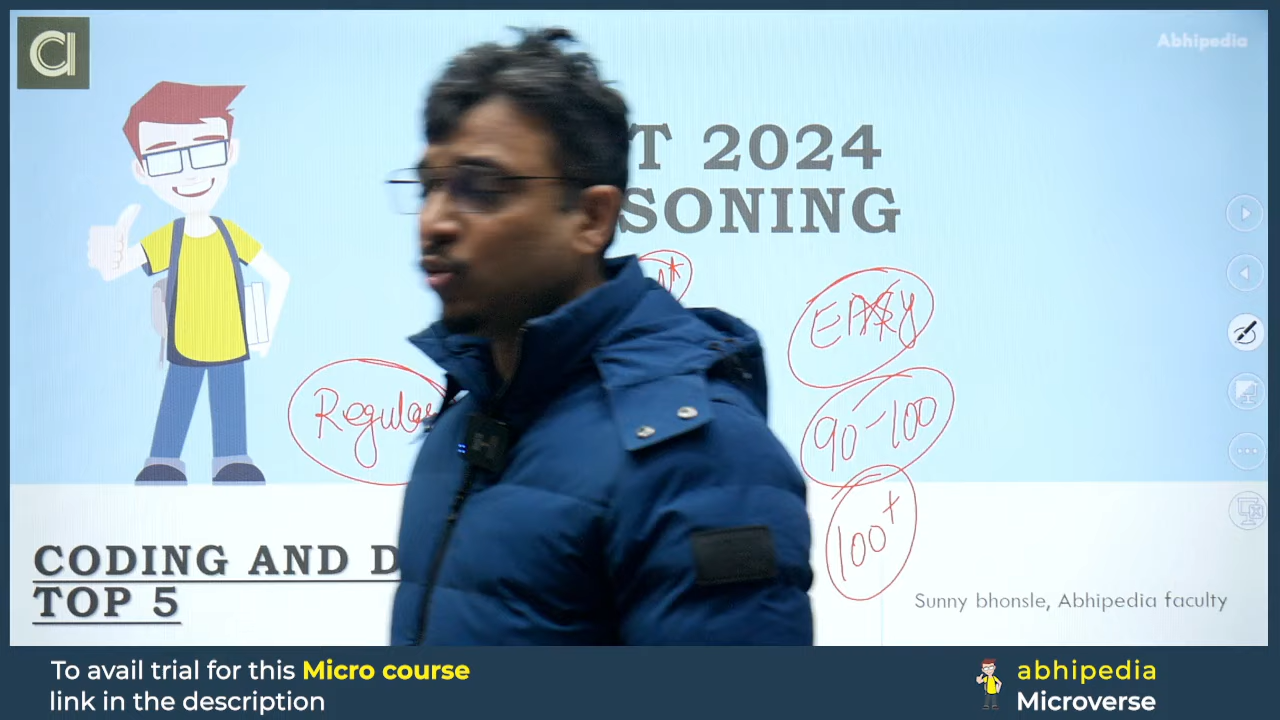 Abhipedia
T 2024
SONING
EASY
Regular
90-100
100+
CODING AND D
TOP 5
Sunny bhonsle, Abhipedia faculty
To avail trial for this Micro course
link in the description
abhipedia
Microverse